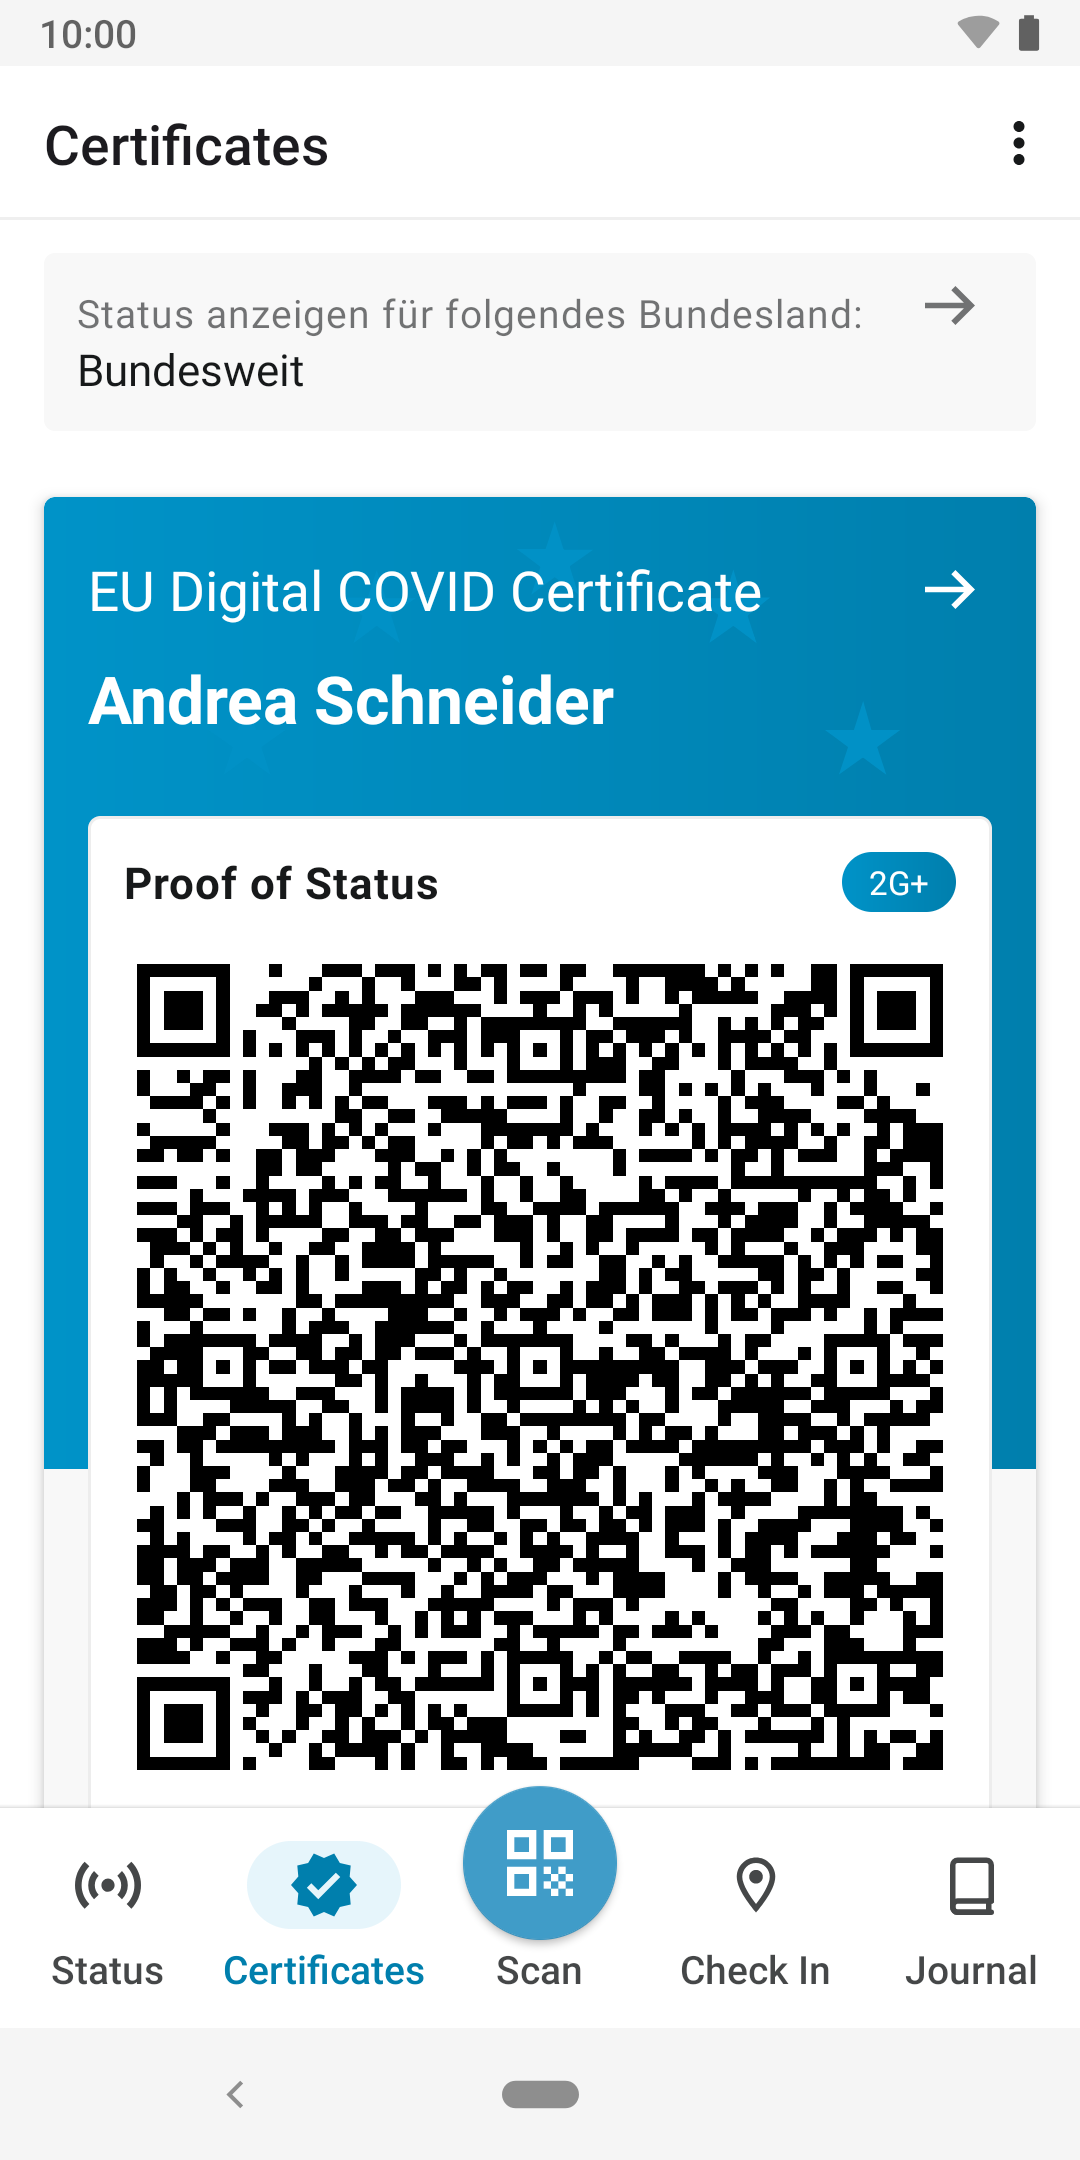 10:00
Certificates
Status anzeigen für folgendes Bundesland:
Bundesweit
EU Digital COVID Certificate
Andrea Schneider
Proof of Status
2G+
Status
Certificates
Scan
Check In
Journal